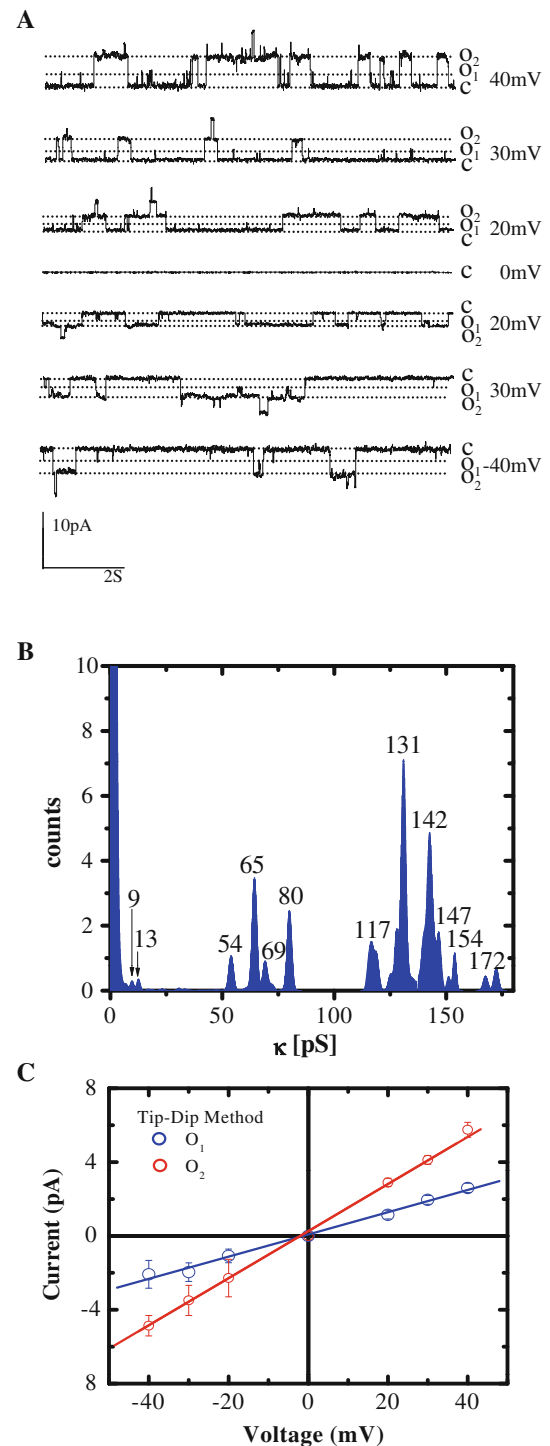 A
O2
O1
C
40mV
O2
O1
C
30mV
O2
O1
C
20mV
C
0mV
C
O1
O2
20mV
C
O1
O2
30mV
C
O1
O2
-40mV
10pA
2S
B
10
8
6
4
2
0
counts
9
13
54
65
69
80
117
131
142
147
154
172
0
50
100
150
κ [pS]
C
8
4
0
-4
8
Current (pA)
Tip-Dip Method
O1
O2
-40
-20
0
20
40
Voltage (mV)